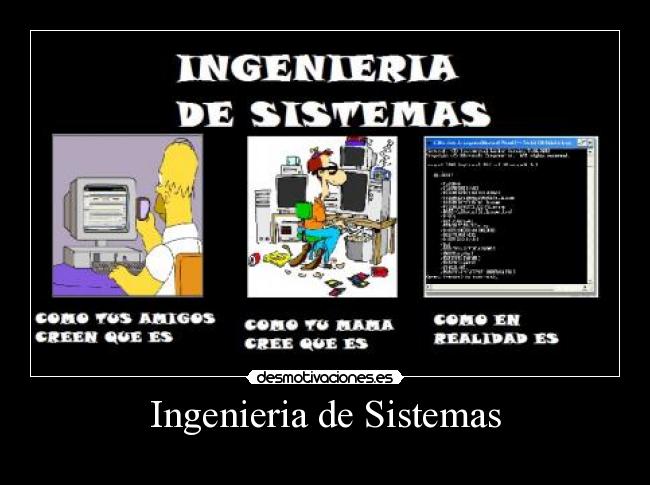 INGENIERIA
DE SISTEMAS
COMO TUS AMIGOS
CREEN QUE ES
COMO TU MAMA
CREE QUE ES
COMO EN
REALIDAD ES
desmotivaciones.es
Ingenieria de Sistemas